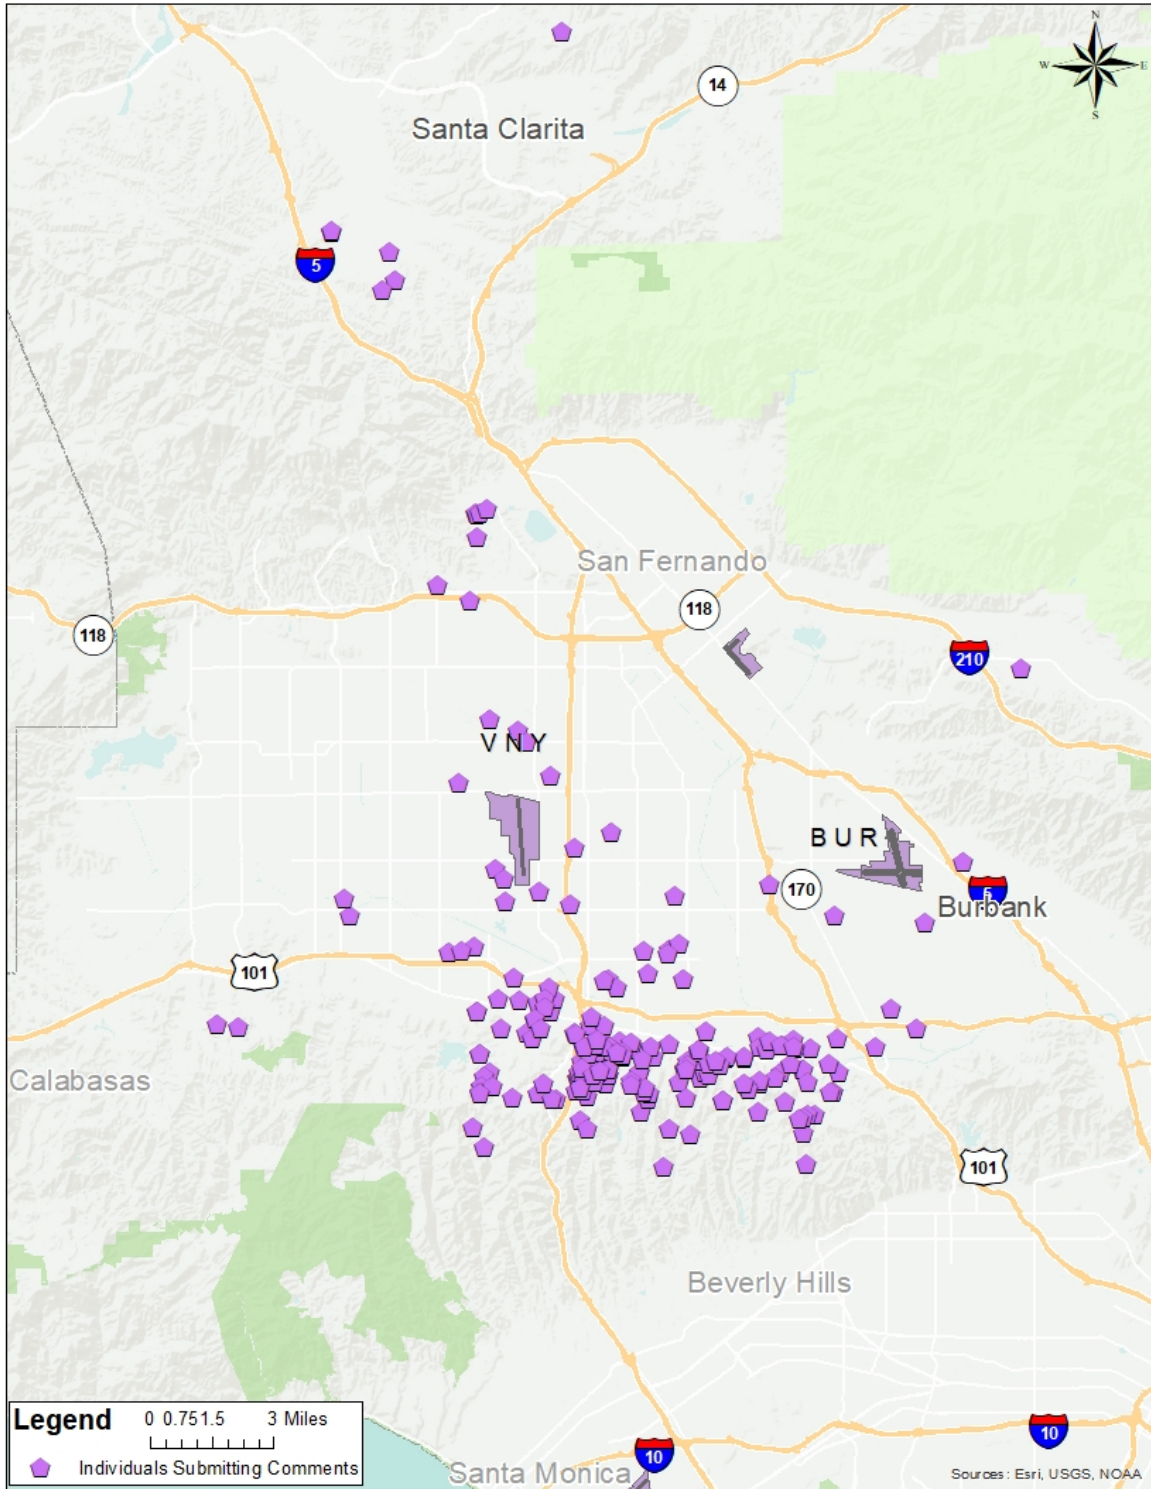 N
W E
S
14
Santa Clarita
5
San Fernando
118
118
210
VNY
BUR
170
5
Burbank
101
Calabasas
101
Beverly Hills
Legend
0 0.75 1.5 3 Miles
Individuals Submitting Comments
10
10
Santa Monica
Sources: Esri, USGS, NOAA